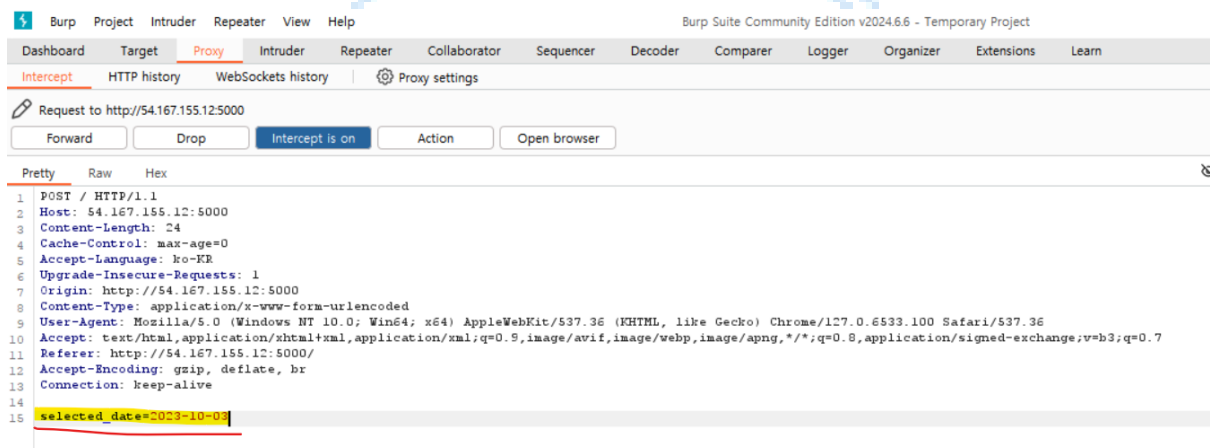 Burp Project Intruder Repeater View Help Burp Suite Community Edition v2024.6.6 - Temporary Project
Dashboard Target Proxy Intruder Repeater Collaborator Sequencer Decoder Comparer Logger Organizer Extensions Learn
Intercept HTTP history WebSockets history Proxy settings
Request to http://54.167.155.12:5000
Forward Drop Intercept is on Action Open browser
Pretty Raw Hex
1 POST / HTTP/1.1
2 Host: 54.167.155.12:5000
3 Content-Length: 24
4 Cache-Control: max-age=0
5 Accept-Language: ko-KR
6 Upgrade-Insecure-Requests: 1
7 Origin: http://54.167.155.12:5000
8 Content-Type: application/x-www-form-urlencoded
9 User-Agent: Mozilla/5.0 (Windows NT 10.0; Win64; x64) AppleWebKit/537.36 (KHTML, like Gecko) Chrome/127.0.6533.100 Safari/537.36
10 Accept: text/html,application/xhtml+xml,application/xml;q=0.9,image/avif,image/webp,image/apng,*/*;q=0.8,application/signed-exchange;v=b3;q=0.7
11 Referer: http://54.167.155.12:5000/
12 Accept-Encoding: gzip, deflate, br
13 Connection: keep-alive
14
15 selected_date=2023-10-03